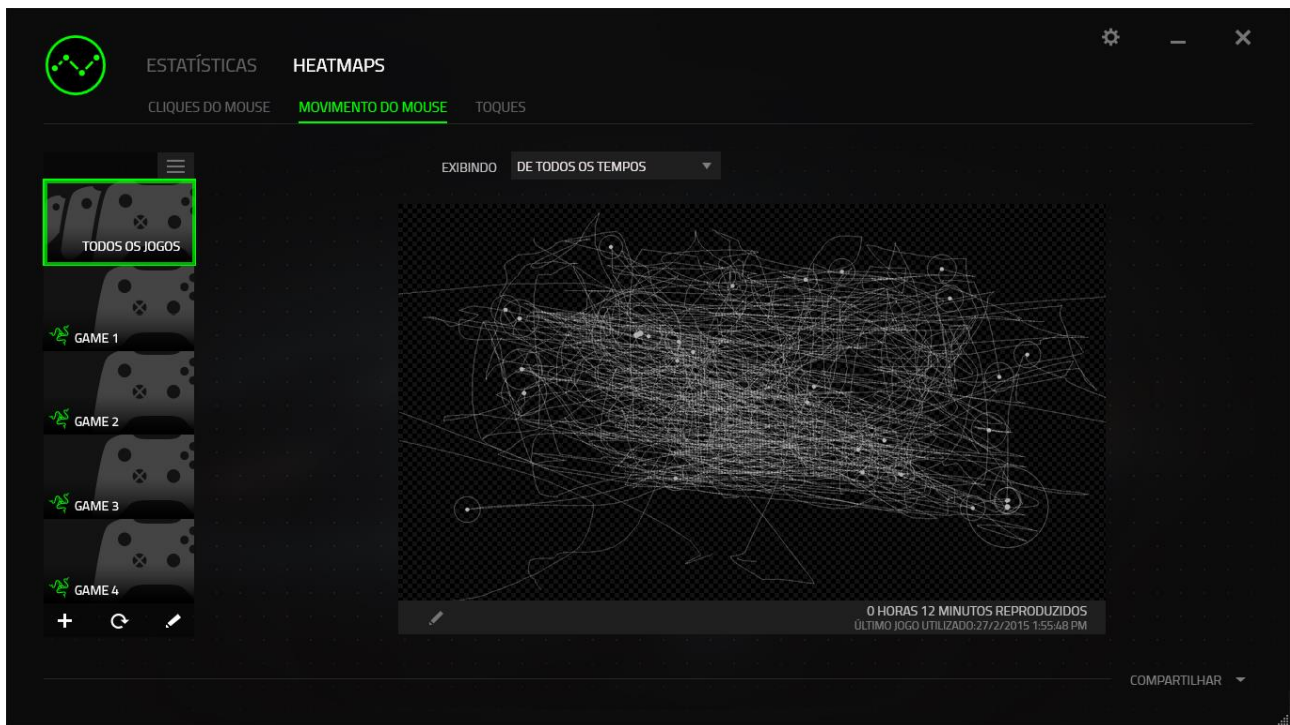 ESTATÍSTICAS HEATMAPS
CLIQUES DO MOUSE MOVIMENTO DO MOUSE TOQUES
EXIBINDO DE TODOS OS TEMPOS
TODOS OS JOGOS
GAME 1
GAME 2
GAME 3
GAME 4
0 HORAS 12 MINUTOS REPRODUZIDOS
ÚLTIMO JOGO UTILIZADO:27/2/2015 1:55:48 PM
COMPARTILHAR